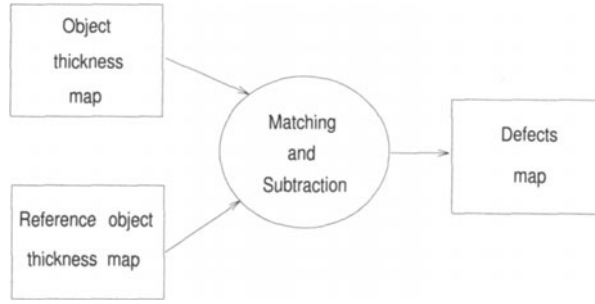 Object
thickness
map
Matching
and
Subtraction
Defects
map
Reference object
thickness map